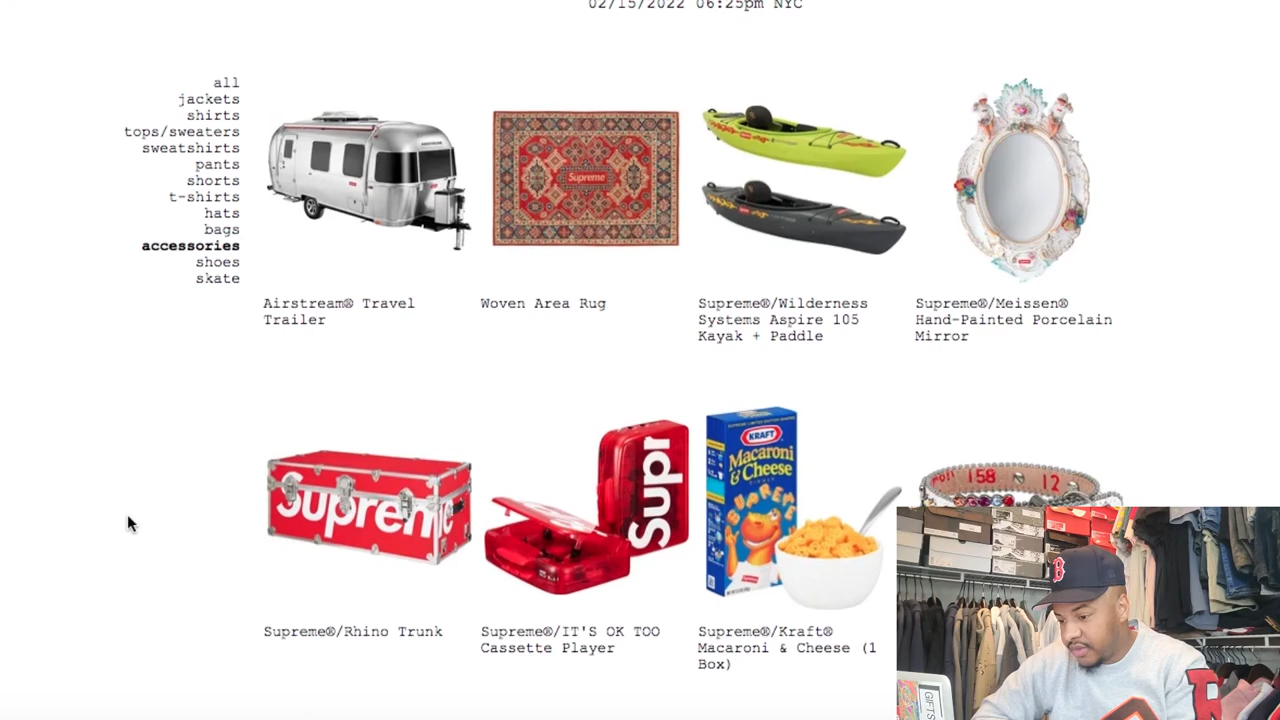 02/15/2022 06:25pm NYC
all
jackets
shirts
tops/sweaters
sweatshirts
pants
shorts
t-shirts
hats
bags
accessories
shoes
skate
Airstream® Travel
Trailer
Supreme
Woven Area Rug
Supreme®/Wilderness
Systems Aspire 105
Kayak + Paddle
Supreme®/Meissen®
Hand-Painted Porcelain
Mirror
Supreme
Supreme®/Rhino Trunk
Supr
Supreme®/IT'S OK TOO
Cassette Player
KRAFT
Macaroni
& Cheese
SUPREME
Supreme®/Kraft®
Macaroni & Cheese (1
Box)
158 12
B
GIFTS